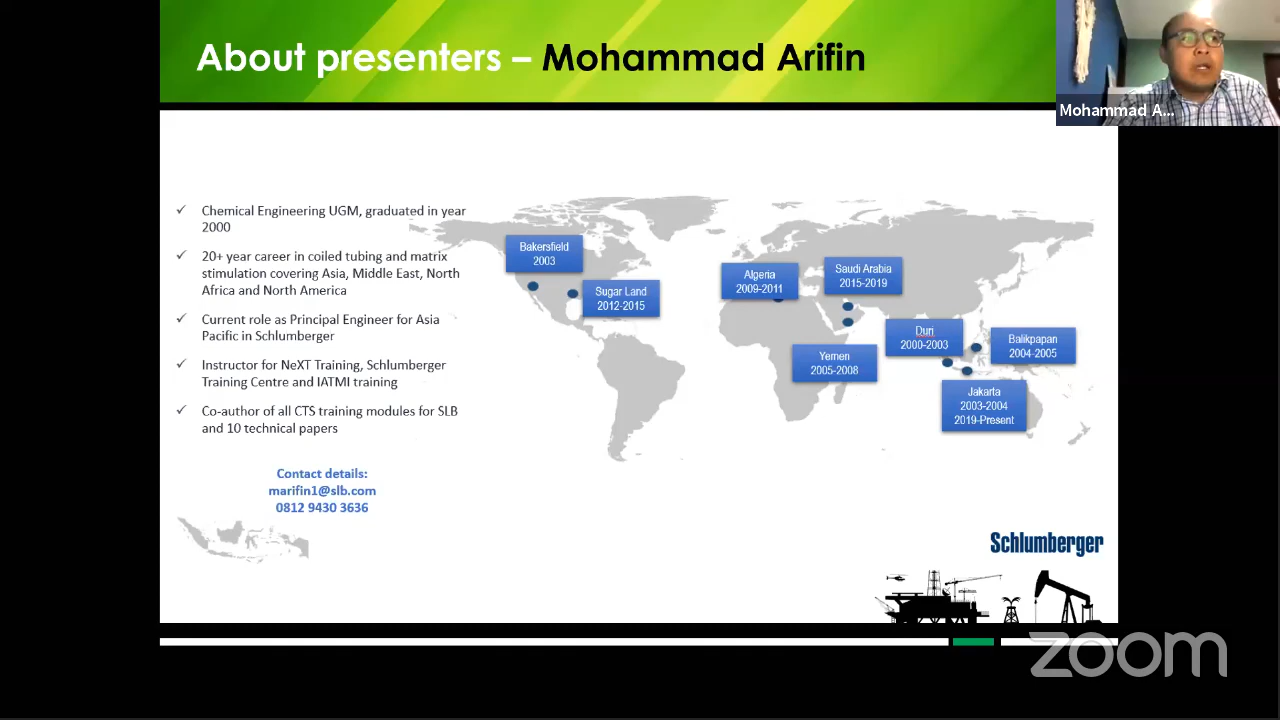 About presenters – Mohammad Arifin
Mohammad A...
✓ Chemical Engineering UGM, graduated in year
2000
✓ 20+ year career in coiled tubing and matrix
stimulation covering Asia, Middle East, North
Africa and North America
✓ Current role as Principal Engineer for Asia
Pacific in Schlumberger
✓ Instructor for NeXT Training, Schlumberger
Training Centre and IATMI training
✓ Co-author of all CTS training modules for SLB
and 10 technical papers
Contact details:
marifin1@slb.com
0812 9430 3636
Bakersfield
2003
Sugar Land
2012-2015
Algeria
2009-2011
Saudi Arabia
2015-2019
Yemen
2005-2008
Duri
2000-2003
Balikpapan
2004-2005
Jakarta
2003-2004
2019-Present
Schlumberger
zoom